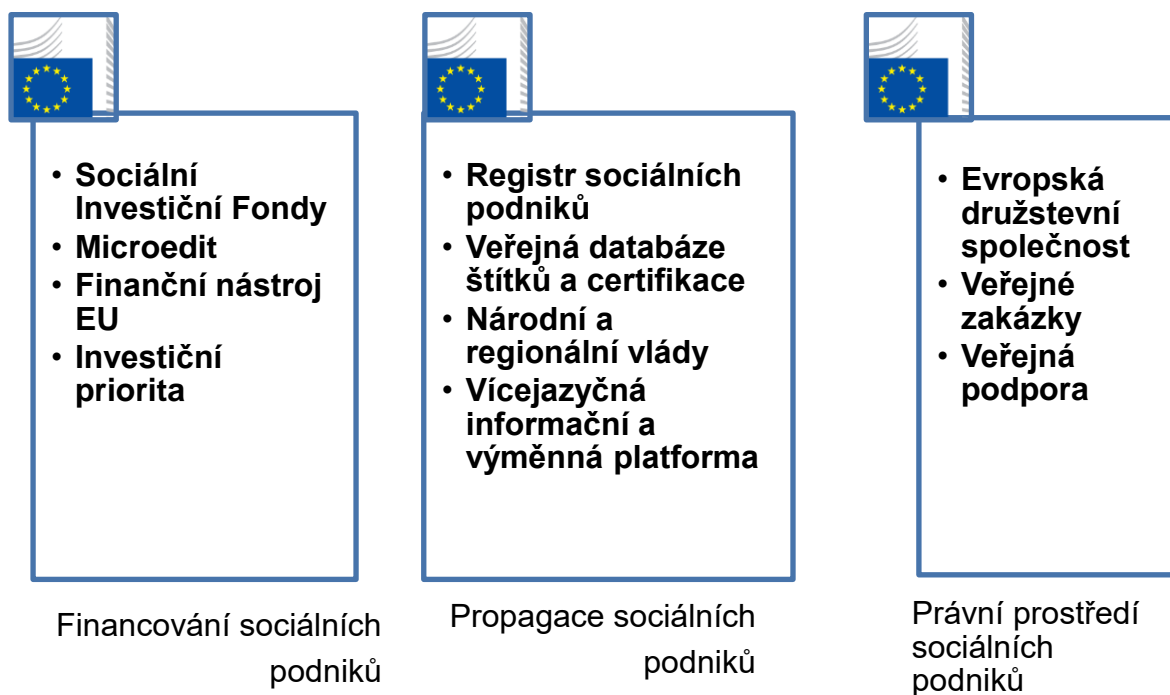 • Sociální
Investiční Fondy
• Microedit
• Finanční nástroj
EU
• Investiční
priorita
Financování sociálních
podniků
• Registr sociálních
podniků
• Veřejná databáze
štítků a certifikace
• Národní a
regionální vlády
• Vícejazyčná
informační a
výměnná platforma
Propagace sociálních
podniků
• Evropská
družstevní
společnost
• Veřejné
zakázky
• Veřejná
podpora
Právní prostředí
sociálních
podniků